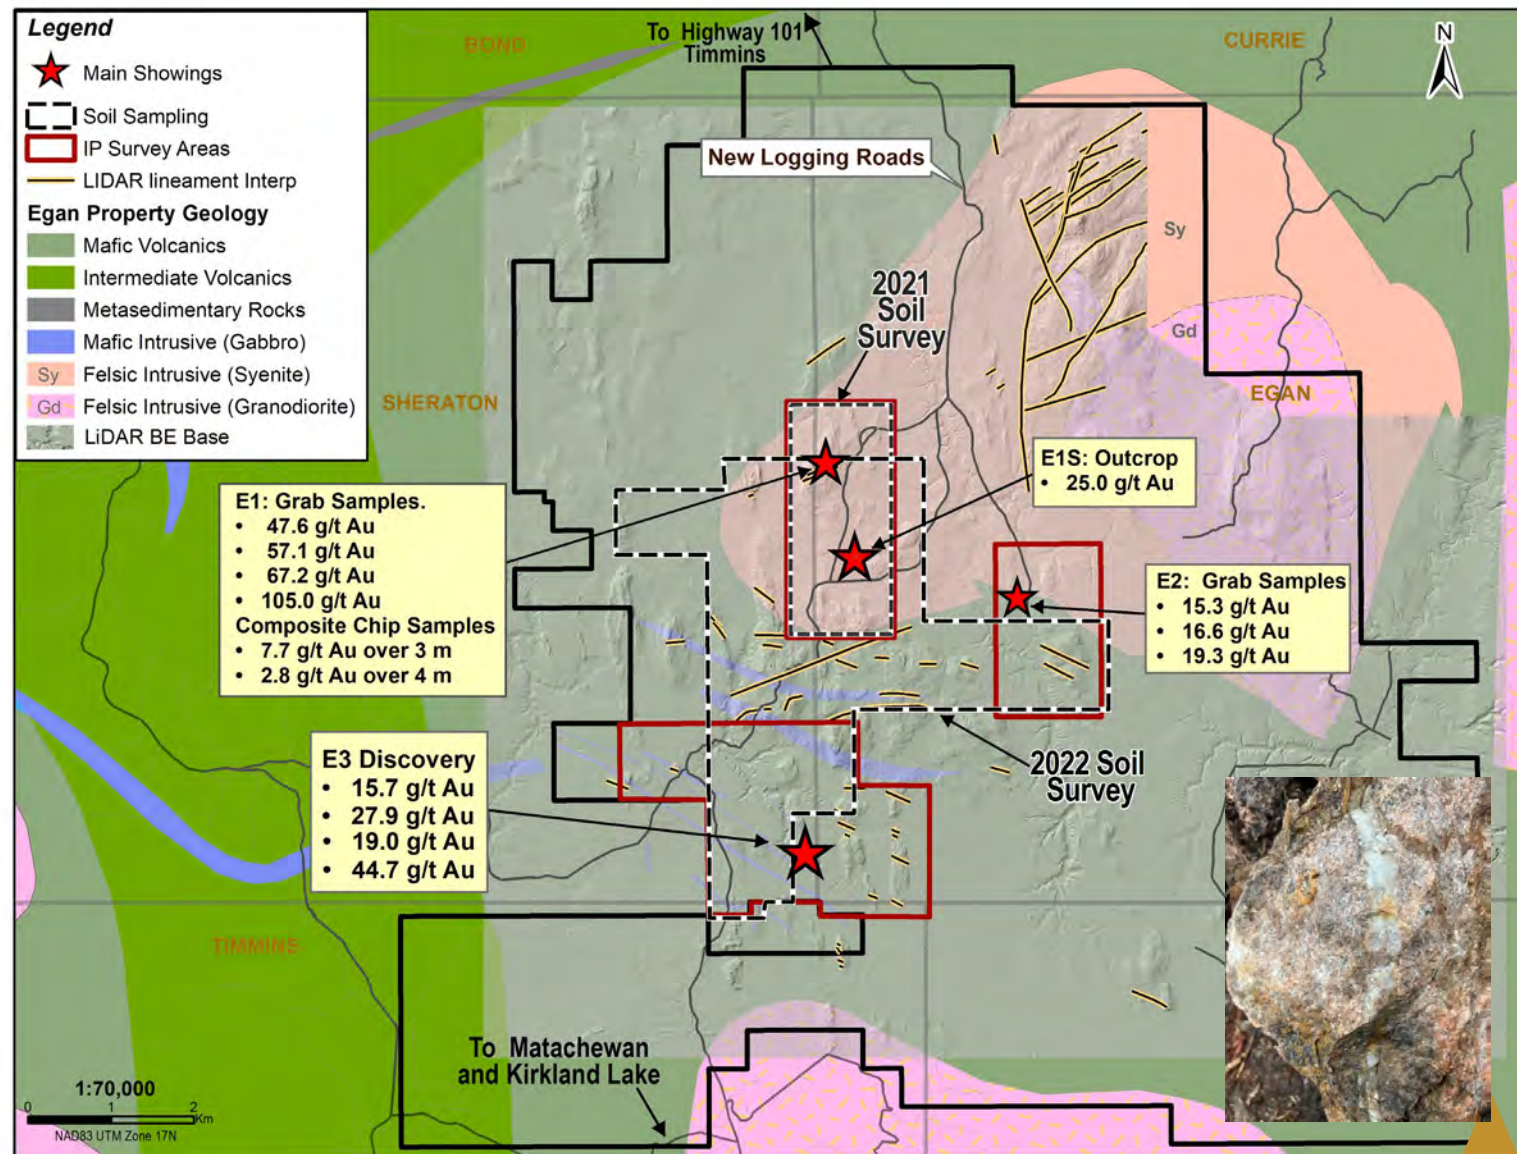 Legend
Main Showings
Soil Sampling
IP Survey Areas
LIDAR lineament Interp
Egan Property Geology
Mafic Volcanics
Intermediate Volcanics
Metasedimentary Rocks
Mafic Intrusive (Gabbro)
Sy Felsic Intrusive (Syenite)
Gd Felsic Intrusive (Granodiorite)
LiDAR BE Base
BOND
To Highway 101
Timmins
CURRIE
N
New Logging Roads
Sy
2021
Soil
Survey
Gd
SHERATON
EGAN
E1S: Outcrop
• 25.0 g/t Au
E1: Grab Samples.
• 47.6 g/t Au
• 57.1 g/t Au
• 67.2 g/t Au
• 105.0 g/t Au
Composite Chip Samples
• 7.7 g/t Au over 3 m
• 2.8 g/t Au over 4 m
E2: Grab Samples
• 15.3 g/t Au
• 16.6 g/t Au
• 19.3 g/t Au
E3 Discovery
• 15.7 g/t Au
• 27.9 g/t Au
• 19.0 g/t Au
• 44.7 g/t Au
2022 Soil
Survey
TIMMINS
To Matachewan
and Kirkland Lake
1:70,000
0 1 2
Km
NAD83 UTM Zone 17N